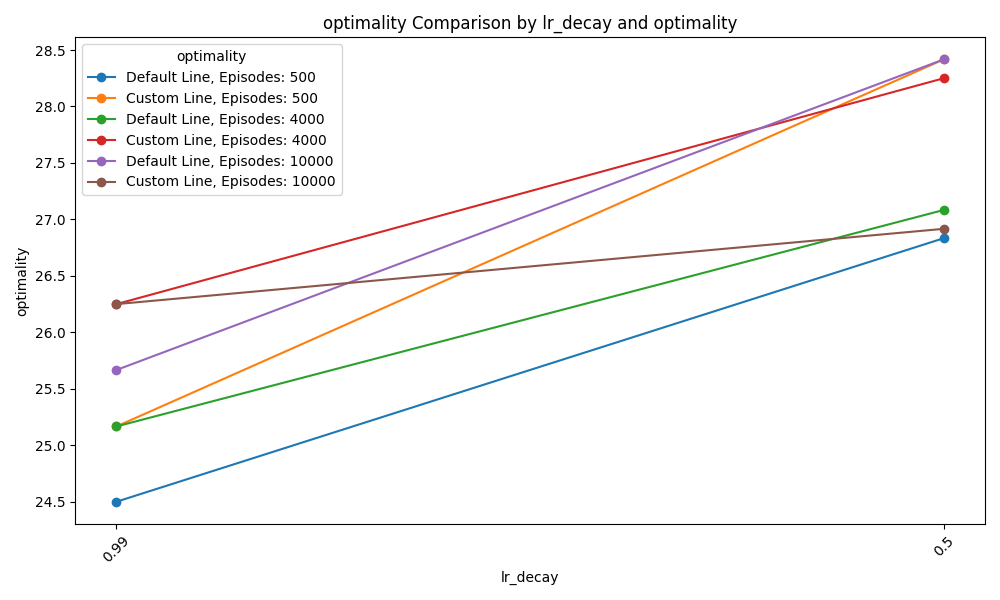 optimality Comparison by lr_decay and optimality
optimality
Default Line, Episodes: 500
Custom Line, Episodes: 500
Default Line, Episodes: 4000
Custom Line, Episodes: 4000
Default Line, Episodes: 10000
Custom Line, Episodes: 10000
optimality
28.5
28.0
27.5
27.0
26.5
26.0
25.5
25.0
24.5
0.99
0.5
lr_decay